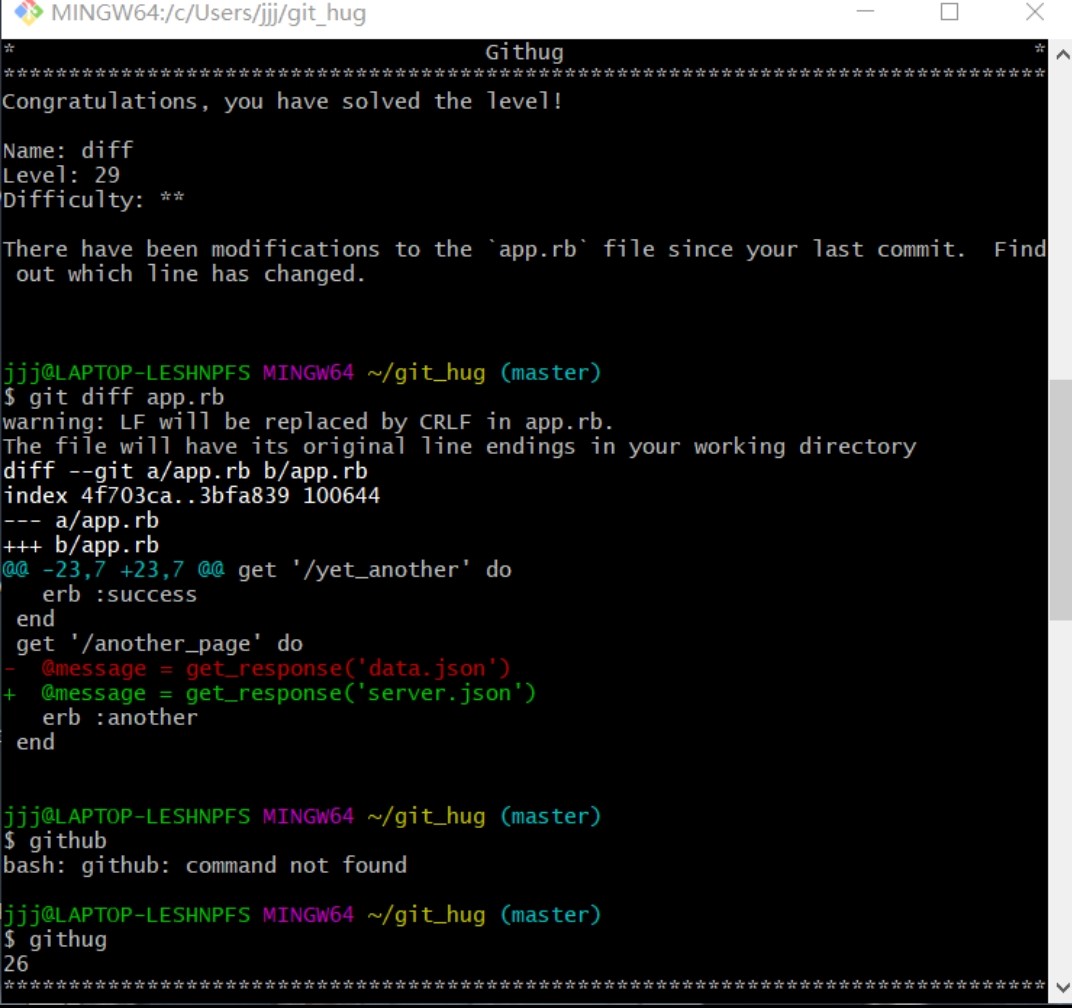 MINGW64:/c/Users/jjj/git_hug
* Githug *
********************************************************************************
Congratulations, you have solved the level!
Name: diff
Level: 29
Difficulty: **
There have been modifications to the `app.rb` file since your last commit.  Find
 out which line has changed.
jjj@LAPTOP-LESHNPFS MINGW64 ~/git_hug (master)
$ git diff app.rb
warning: LF will be replaced by CRLF in app.rb.
The file will have its original line endings in your working directory
diff --git a/app.rb b/app.rb
index 4f703ca..3bfa839 100644
--- a/app.rb
+++ b/app.rb
@@ -23,7 +23,7 @@ get '/yet_another' do
   erb :success
 end
 get '/another_page' do
-  @message = get_response('data.json')
+  @message = get_response('server.json')
   erb :another
 end
jjj@LAPTOP-LESHNPFS MINGW64 ~/git_hug (master)
$ github
bash: github: command not found
jjj@LAPTOP-LESHNPFS MINGW64 ~/git_hug (master)
$ githug
26
********************************************************************************